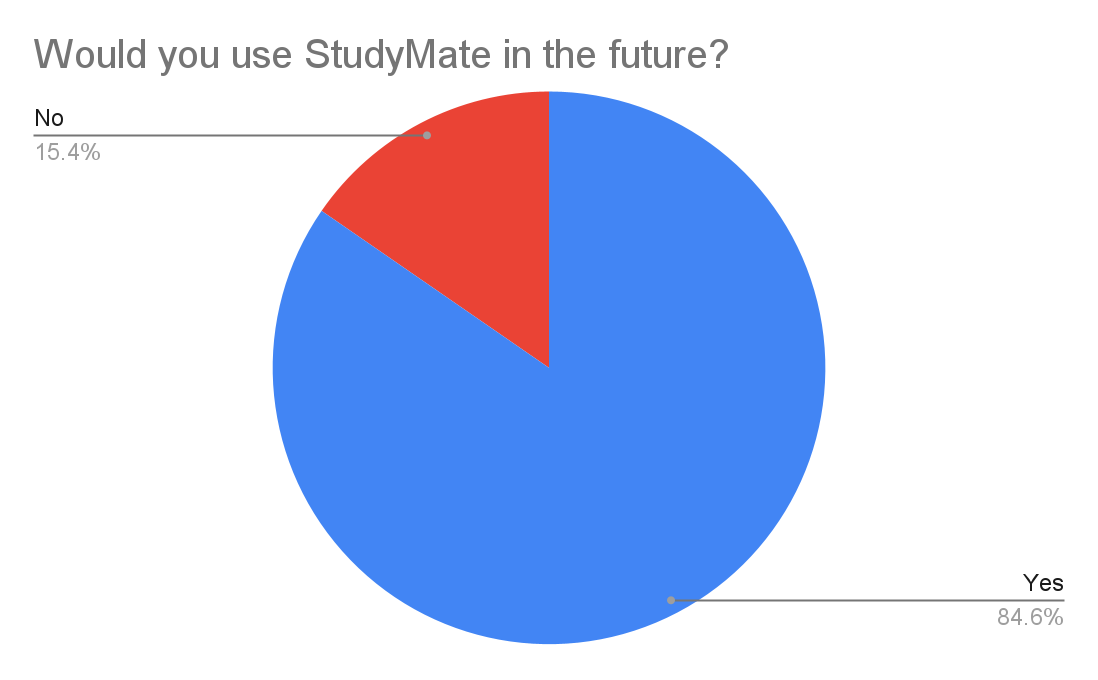 Would you use StudyMate in the future?
No
15.4%
Yes
84.6%